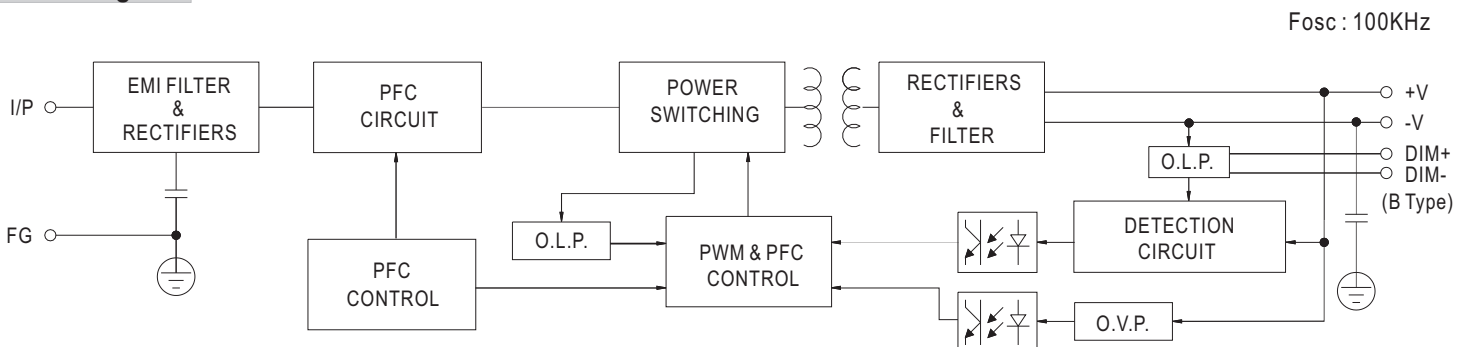 Fosc : 100KHz
I/P
EMI FILTER
&
RECTIFIERS
PFC
CIRCUIT
POWER
SWITCHING
RECTIFIERS
&
FILTER
+V
-V
DIM+
DIM-
(B Type)
O.L.P.
FG
O.L.P.
PFC
CONTROL
PWM & PFC
CONTROL
DETECTION
CIRCUIT
O.V.P.